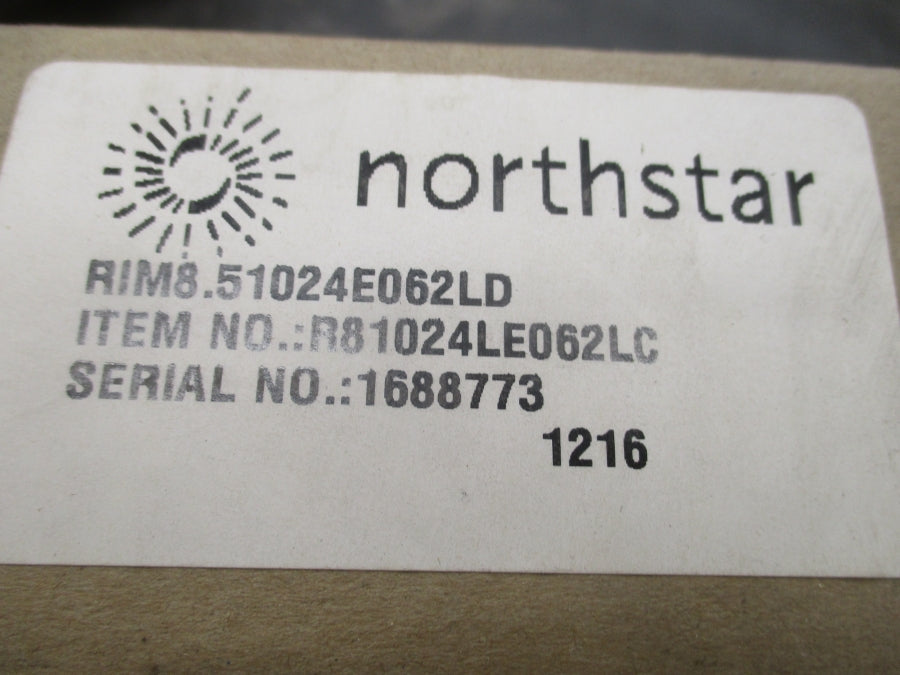 northstar
RIM8.51024E062LD
ITEM NO.:R81024LE062LC
SERIAL NO.:1688773
1216